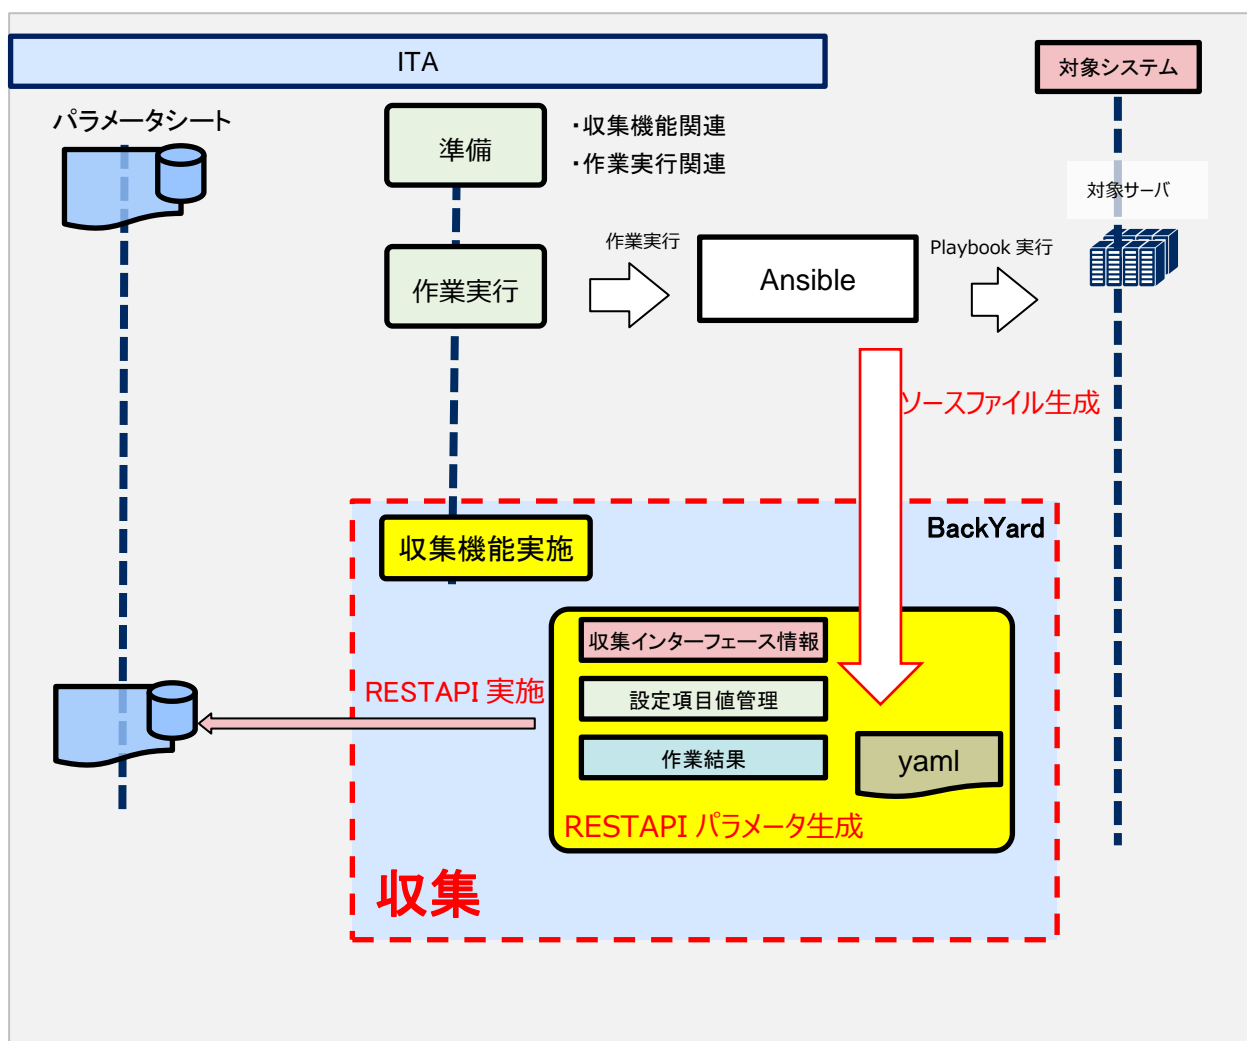 ITA
対象システム
パラメータシート
準備
・収集機能関連
・作業実行関連
対象サーバ
作業実行
作業実行
Ansible
Playbook 実行
ソースファイル生成
BackYard
収集機能実施
収集インターフェース情報
RESTAPI 実施
設定項目値管理
作業結果
yaml
RESTAPI パラメータ生成
収集